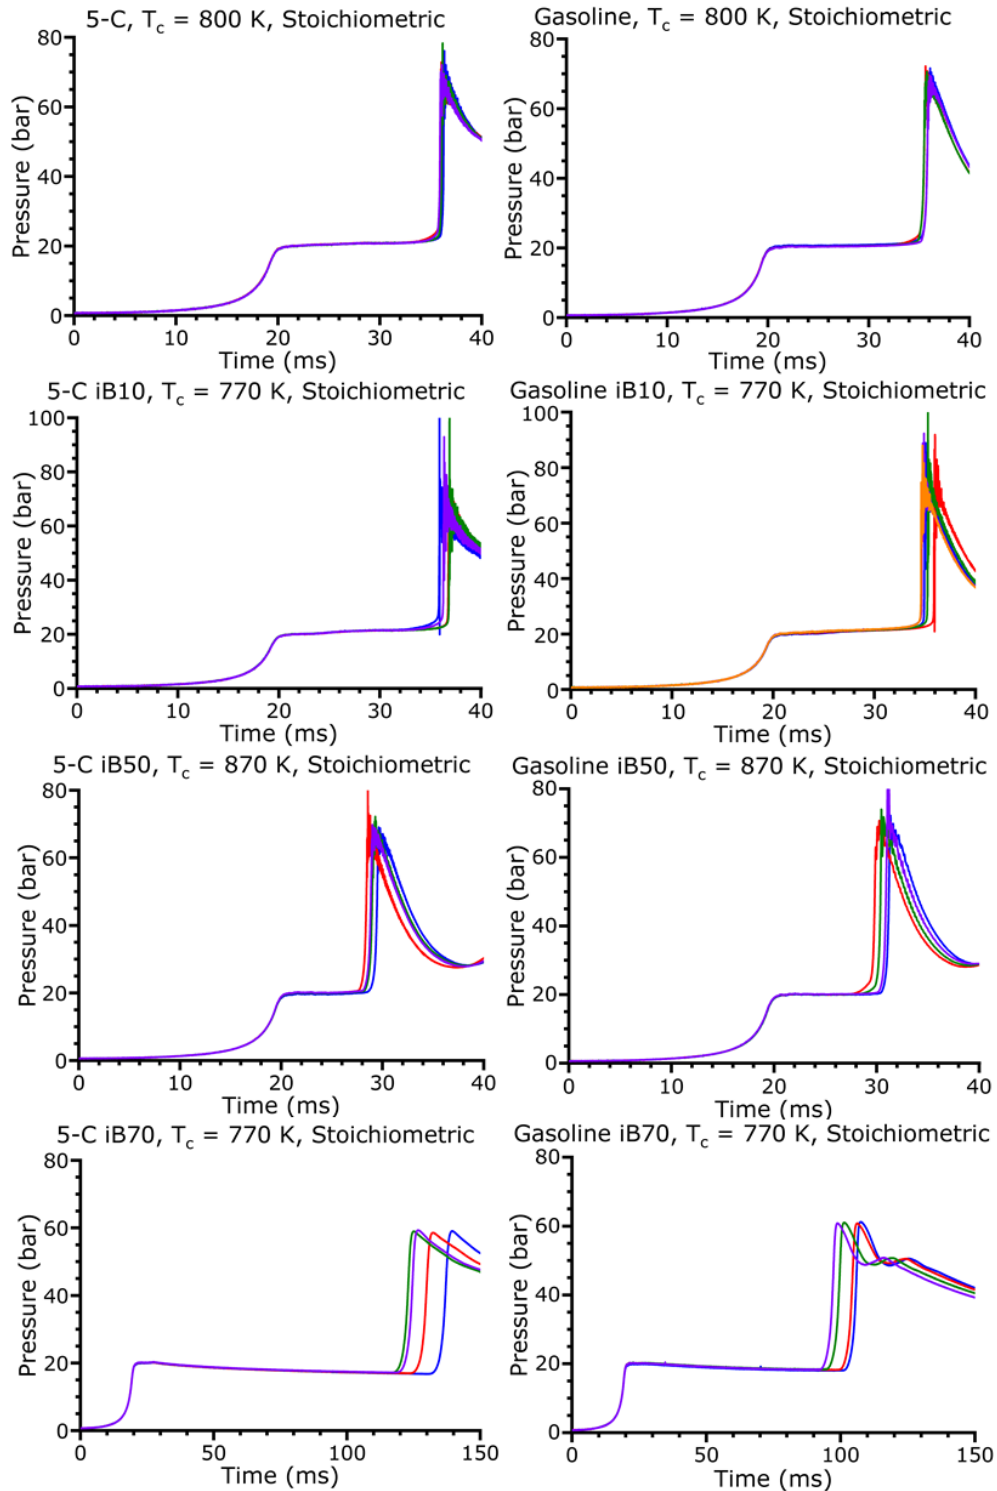 5-C, Tc = 800 K, Stoichiometric
80
60
40
20
0
Pressure (bar)
0 10 20 30 40
Time (ms)
Gasoline, Tc = 800 K, Stoichiometric
80
60
40
20
0
Pressure (bar)
0 10 20 30 40
Time (ms)
5-C iB10, Tc = 770 K, Stoichiometric
100
80
60
40
20
0
Pressure (bar)
0 10 20 30 40
Time (ms)
Gasoline iB10, Tc = 770 K, Stoichiometric
100
80
60
40
20
0
Pressure (bar)
0 10 20 30 40
Time (ms)
5-C iB50, Tc = 870 K, Stoichiometric
80
60
40
20
0
Pressure (bar)
0 10 20 30 40
Time (ms)
Gasoline iB50, Tc = 870 K, Stoichiometric
80
60
40
20
0
Pressure (bar)
0 10 20 30 40
Time (ms)
5-C iB70, Tc = 770 K, Stoichiometric
80
60
40
20
0
Pressure (bar)
0 50 100 150
Time (ms)
Gasoline iB70, Tc = 770 K, Stoichiometric
80
60
40
20
0
Pressure (bar)
0 50 100 150
Time (ms)